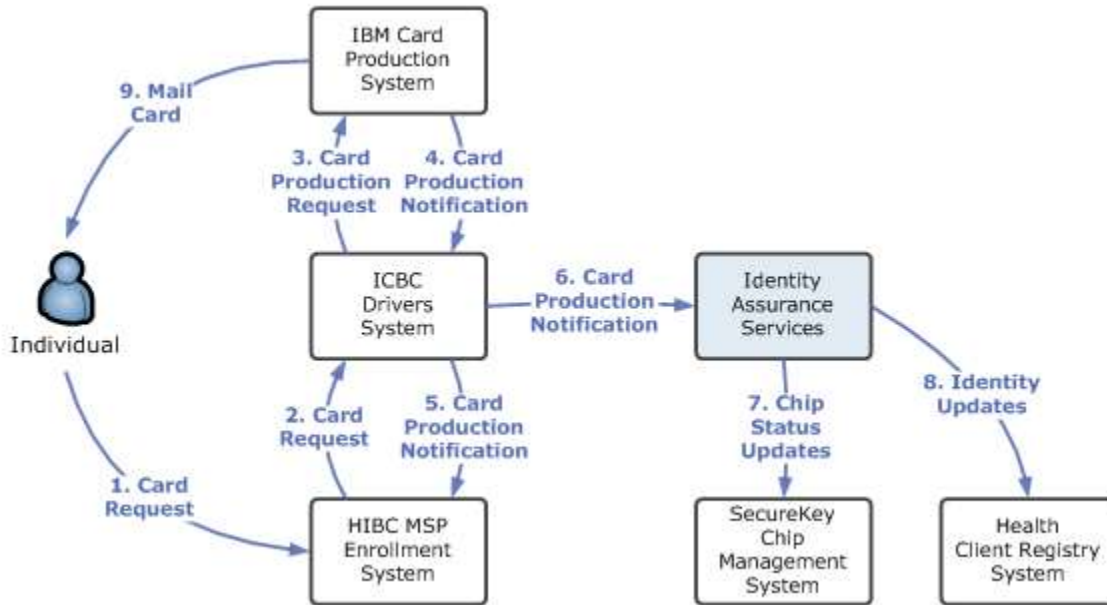 IBM Card
Production
System
9. Mail
Card
3. Card
Production
Request
4. Card
Production
Notification
Individual
ICBC
Drivers
System
6. Card
Production
Notification
Identity
Assurance
Services
2. Card
Request
5. Card
Production
Notification
7. Chip
Status
Updates
8. Identity
Updates
1. Card
Request
HIBC MSP
Enrollment
System
SecureKey
Chip
Management
System
Health
Client Registry
System